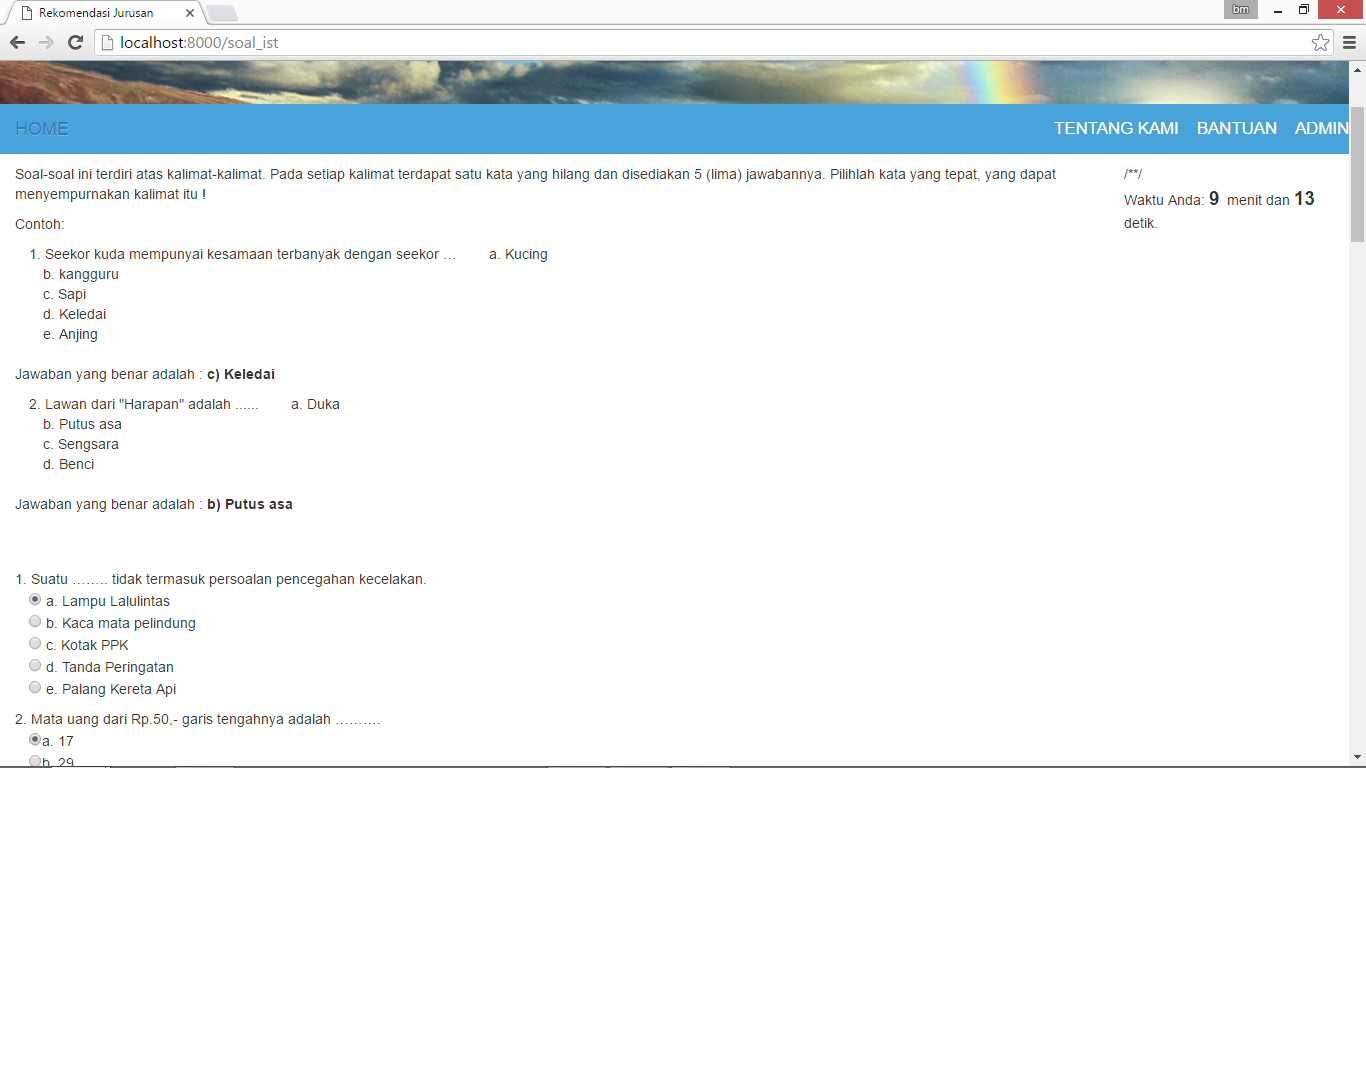 Rekomendasi Jurusan
bm
localhost:8000/soal_ist
HOME
TENTANG KAMI BANTUAN ADMIN
Soal-soal ini terdiri atas kalimat-kalimat. Pada setiap kalimat terdapat satu kata yang hilang dan disediakan 5 (lima) jawabannya. Pilihlah kata yang tepat, yang dapat
menyempurnakan kalimat itu !
/**/
Waktu Anda: 9 menit dan 13
detik.
Contoh:
1. Seekor kuda mempunyai kesamaan terbanyak dengan seekor … a. Kucing
b. kangguru
c. Sapi
d. Keledai
e. Anjing
Jawaban yang benar adalah : c) Keledai
2. Lawan dari "Harapan" adalah ...... a. Duka
b. Putus asa
c. Sengsara
d. Benci
Jawaban yang benar adalah : b) Putus asa
1. Suatu …….. tidak termasuk persoalan pencegahan kecelakan.
a. Lampu Lalulintas
b. Kaca mata pelindung
c. Kotak PPK
d. Tanda Peringatan
e. Palang Kereta Api
2. Mata uang dari Rp.50,- garis tengahnya adalah ……….
a. 17
b. 29